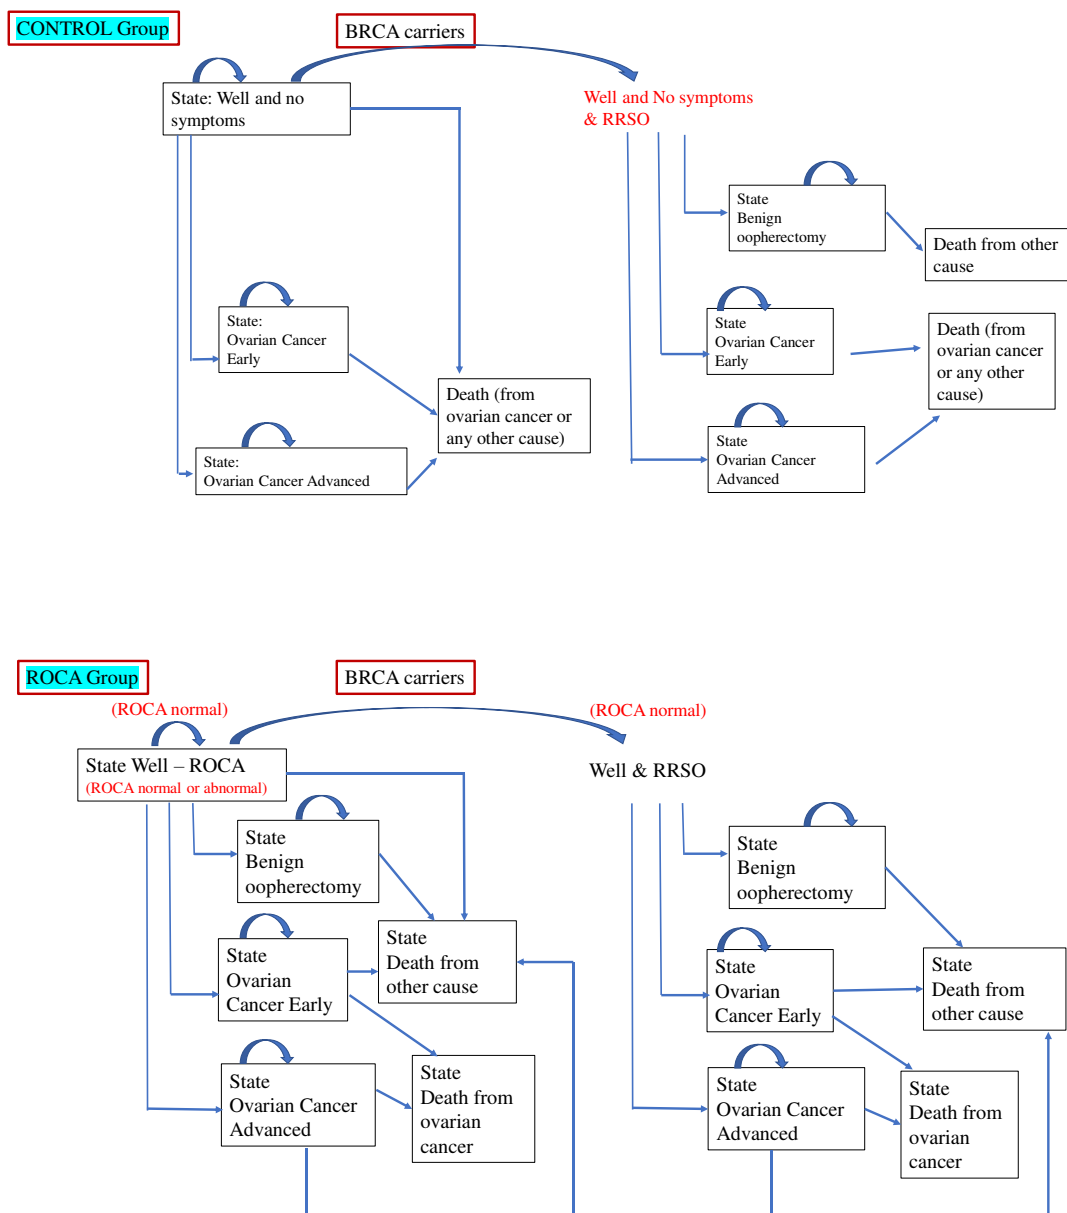 CONTROL Group
BRCA carriers
State: Well and no
symptoms
Well and No symptoms
& RRSO
State
Benign
oopherectomy
Death from other
cause
State:
Ovarian Cancer
Early
State
Ovarian Cancer
Early
Death (from
ovarian cancer
or any other
cause)
Death (from
ovarian cancer or
any other cause)
State:
Ovarian Cancer Advanced
State
Ovarian Cancer
Advanced
ROCA Group
BRCA carriers
(ROCA normal)
(ROCA normal)
State Well – ROCA
(ROCA normal or abnormal)
Well & RRSO
State
Benign
oopherectomy
State
Benign
oopherectomy
State
Ovarian
Cancer Early
State
Death from
other cause
State
Ovarian
Cancer Early
State
Death from
other cause
State
Ovarian Cancer
Advanced
State
Death from
ovarian
cancer
State
Ovarian Cancer
Advanced
State
Death from
ovarian
cancer